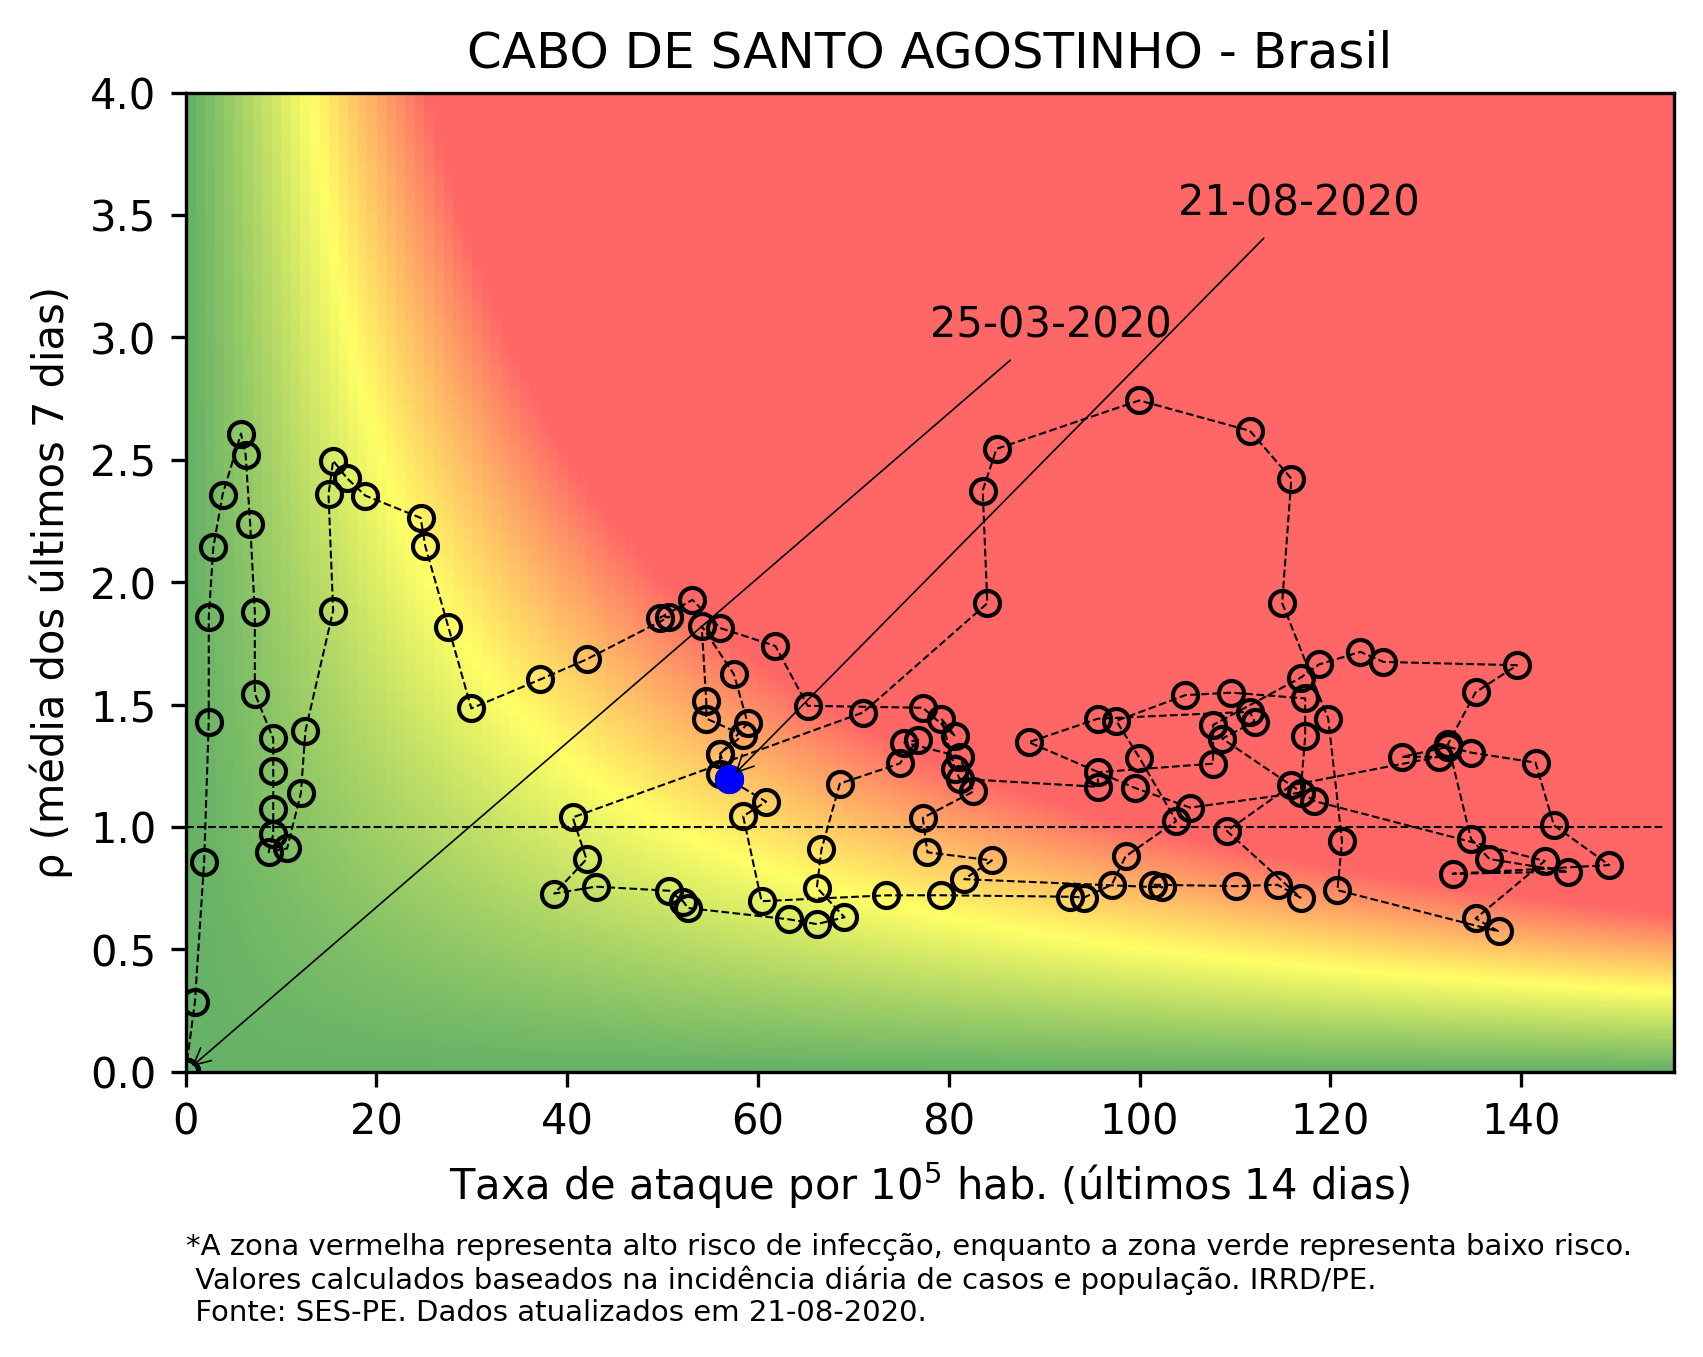 CABO DE SANTO AGOSTINHO - Brasil
4.0
3.5
3.0
2.5
2.0
1.5
1.0
0.5
0.0
ρ (média dos últimos 7 dias)
21-08-2020
25-03-2020
0 20 40 60 80 100 120 140
Taxa de ataque por 10⁵ hab. (últimos 14 dias)
*A zona vermelha representa alto risco de infecção, enquanto a zona verde representa baixo risco.
Valores calculados baseados na incidência diária de casos e população. IRRD/PE.
Fonte: SES-PE. Dados atualizados em 21-08-2020.